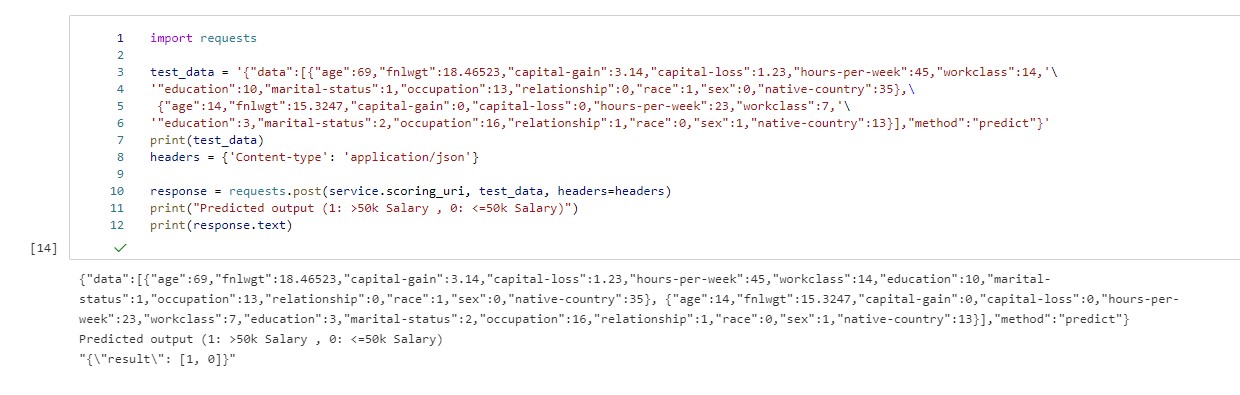 1 import requests
2
3 test_data = '{"data":[{"age":69,"fnlwgt":18.46523,"capital-gain":3.14,"capital-loss":1.23,"hours-per-week":45,"workclass":14,'\
4 '"education":10,"marital-status":1,"occupation":13,"relationship":0,"race":1,"sex":0,"native-country":35},\
5 {"age":14,"fnlwgt":15.3247,"capital-gain":0,"capital-loss":0,"hours-per-week":23,"workclass":7,'\
6 '"education":3,"marital-status":2,"occupation":16,"relationship":1,"race":0,"sex":1,"native-country":13}],"method":"predict"}'
7 print(test_data)
8 headers = {'Content-type': 'application/json'}
9
10 response = requests.post(service.scoring_uri, test_data, headers=headers)
11 print("Predicted output (1: >50k Salary , 0: <=50k Salary)")
12 print(response.text)
[14]
{"data":[{"age":69,"fnlwgt":18.46523,"capital-gain":3.14,"capital-loss":1.23,"hours-per-week":45,"workclass":14,"education":10,"marital-
status":1,"occupation":13,"relationship":0,"race":1,"sex":0,"native-country":35}, {"age":14,"fnlwgt":15.3247,"capital-gain":0,"capital-loss":0,"hours-per-
week":23,"workclass":7,"education":3,"marital-status":2,"occupation":16,"relationship":1,"race":0,"sex":1,"native-country":13}],"method":"predict"}
Predicted output (1: >50k Salary , 0: <=50k Salary)
"{\"result\": [1, 0]}"